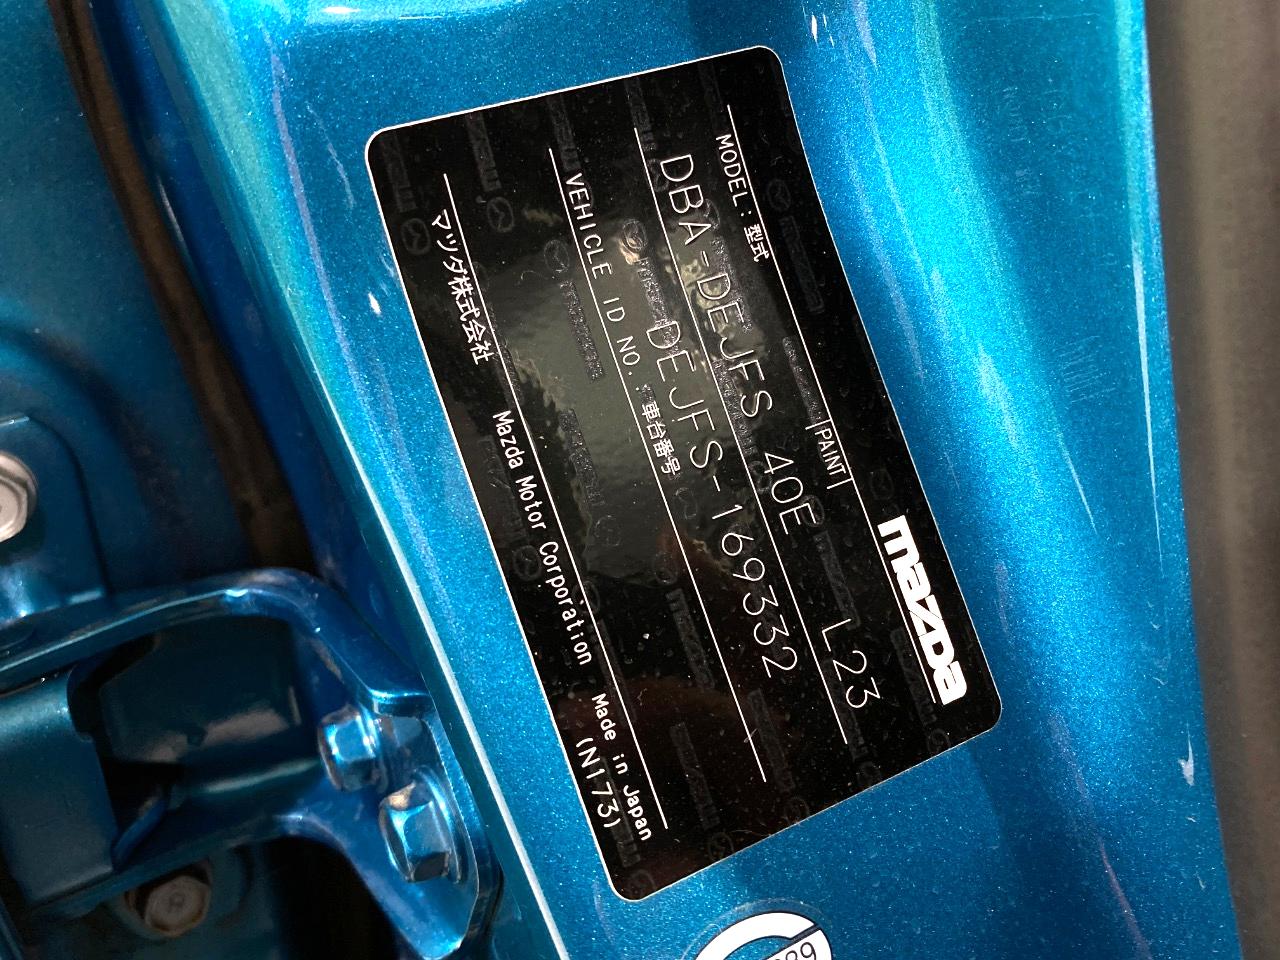 mazda
MODEL : 型式 PAINT
DBA-DEJFS 40E L23
VEHICLE ID NO. : 車台番号
DEJFS-169332
マツダ株式会社 Mazda Motor Corporation Made in Japan
(N173)